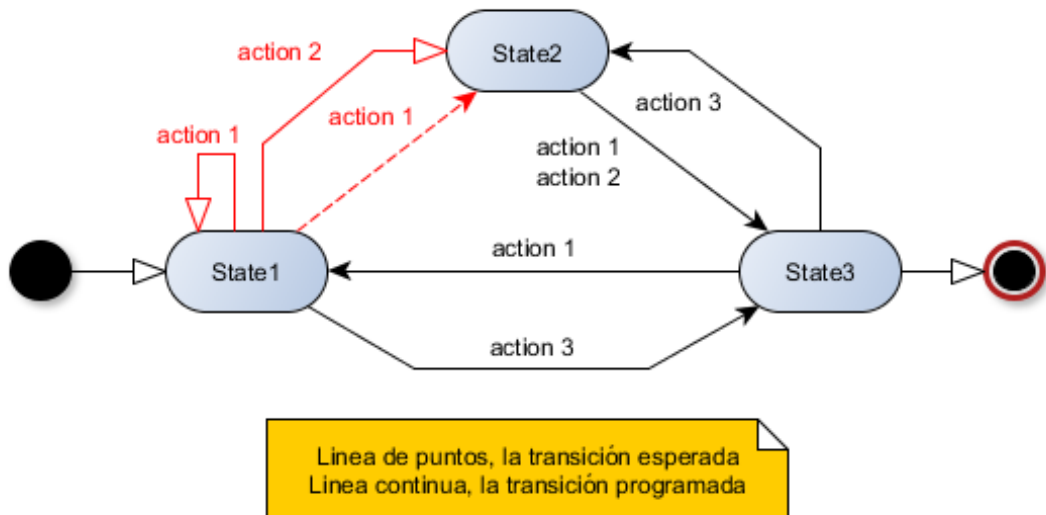 action 2
State2
action 1
action 3
action 1
action 1
action 2
State1
action 1
State3
action 3
Linea de puntos, la transición esperada
Linea continua, la transición programada